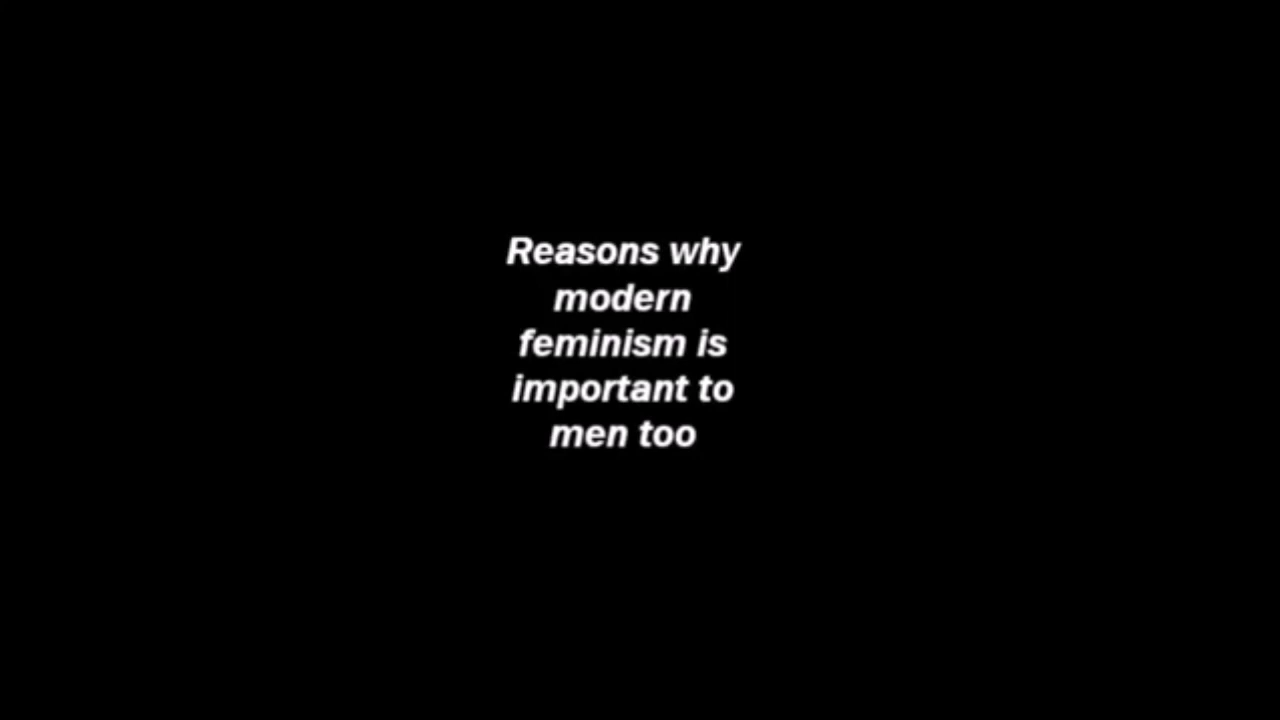 Reasons why
modern
feminism is
important to
men too